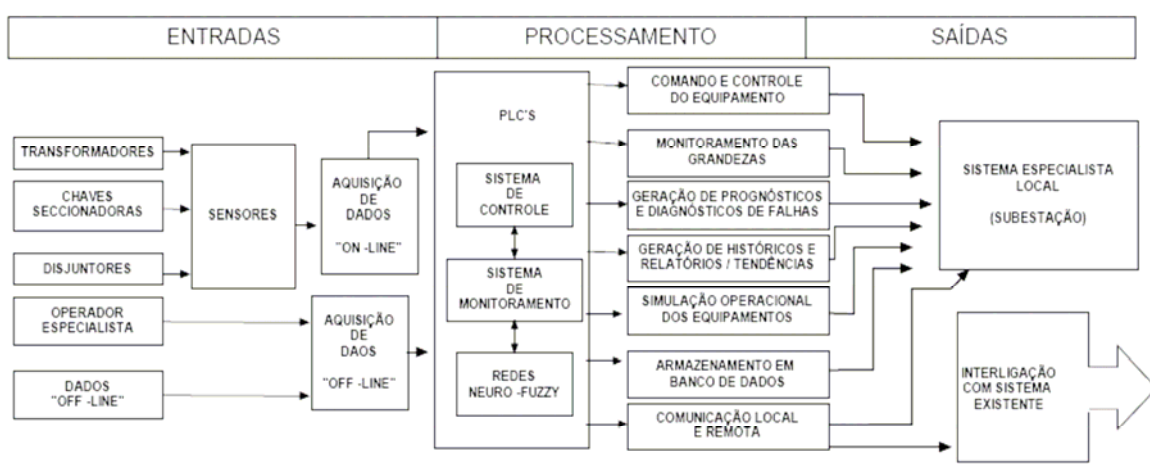 ENTRADAS
PROCESSAMENTO
SAÍDAS
TRANSFORMADORES
CHAVES
SECCIONADORAS
DISJUNTORES
OPERADOR
ESPECIALISTA
DADOS
"OFF -LINE"
SENSORES
AQUISIÇÃO
DE
DADOS
"ON -LINE"
AQUISIÇÃO
DE
DAOS
"OFF -LINE"
PLC'S
SISTEMA
DE
CONTROLE
SISTEMA
DE
MONITORAMENTO
REDES
NEURO -FUZZY
COMANDO E CONTROLE
DO EQUIPAMENTO
MONITORAMENTO DAS
GRANDEZAS
GERAÇÃO DE PROGNÓSTICOS
E DIAGNÓSTICOS DE FALHAS
GERAÇÃO DE HISTÓRICOS E
RELATÓRIOS / TENDÊNCIAS
SIMULAÇÃO OPERACIONAL
DOS EQUIPAMENTOS
ARMAZENAMENTO EM
BANCO DE DADOS
COMUNICAÇÃO LOCAL
E REMOTA
SISTEMA ESPECIALISTA
LOCAL
(SUBESTAÇÃO)
INTERLIGAÇÃO
COM SISTEMA
EXISTENTE